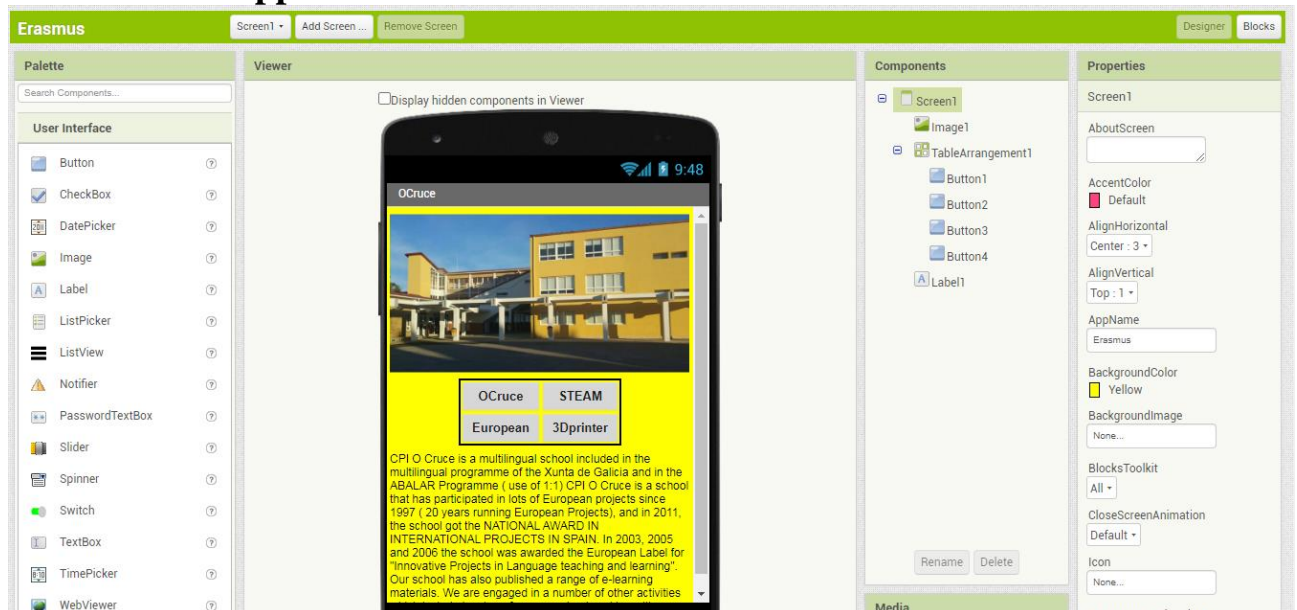 Erasmus
Screen1
Add Screen ...
Remove Screen
Designer
Blocks
Palette
Search Components...
User Interface
Button
CheckBox
DatePicker
Image
Label
ListPicker
ListView
Notifier
PasswordTextBox
Slider
Spinner
Switch
TextBox
TimePicker
WebViewer
Viewer
Display hidden components in Viewer
9:48
OCruce
OCruce STEAM
European 3Dprinter
CPI O Cruce is a multilingual school included in the
multilingual programme of the Xunta de Galicia and in the
ABALAR Programme ( use of 1:1) CPI O Cruce is a school
that has participated in lots of European projects since
1997 ( 20 years running European Projects), and in 2011,
the school got the NATIONAL AWARD IN
INTERNATIONAL PROJECTS IN SPAIN. In 2003, 2005
and 2006 the school was awarded the European Label for
"Innovative Projects in Language teaching and learning".
Our school has also published a range of e-learning
materials. We are engaged in a number of other activities
Components
Screen1
Image1
TableArrangement1
Button1
Button2
Button3
Button4
Label1
Rename
Delete
Media
Properties
Screen1
AboutScreen
AccentColor
Default
AlignHorizontal
Center : 3
AlignVertical
Top : 1
AppName
Erasmus
BackgroundColor
Yellow
BackgroundImage
None...
BlocksToolkit
All
CloseScreenAnimation
Default
Icon
None...